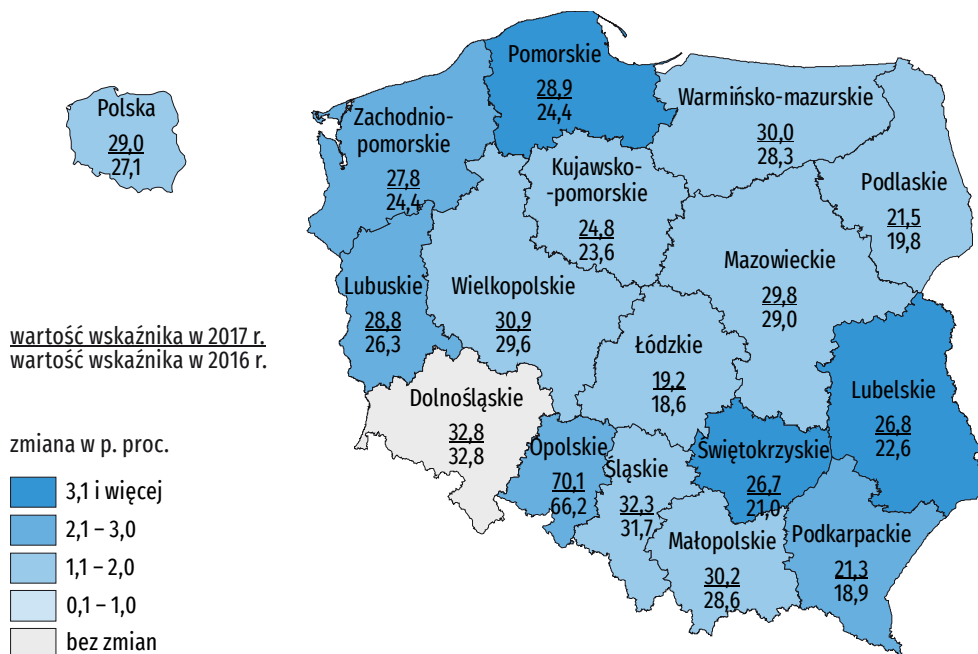 Polska
29,0
27,1
Pomorskie
28,9
24,4
Warmińsko-mazurskie
30,0
28,3
Zachodnio-
pomorskie
27,8
24,4
Kujawsko-
-pomorskie
24,8
23,6
Podlaskie
21,5
19,8
Mazowieckie
29,8
29,0
Lubuskie
28,8
26,3
Wielkopolskie
30,9
29,6
Łódzkie
19,2
18,6
Lubelskie
26,8
22,6
Dolnośląskie
32,8
32,8
Opolskie
70,1
66,2
Śląskie
32,3
31,7
Świętokrzyskie
26,7
21,0
Małopolskie
30,2
28,6
Podkarpackie
21,3
18,9
wartość wskaźnika w 2017 r.
wartość wskaźnika w 2016 r.
zmiana w p. proc.
3,1 i więcej
2,1 – 3,0
1,1 – 2,0
0,1 – 1,0
bez zmian